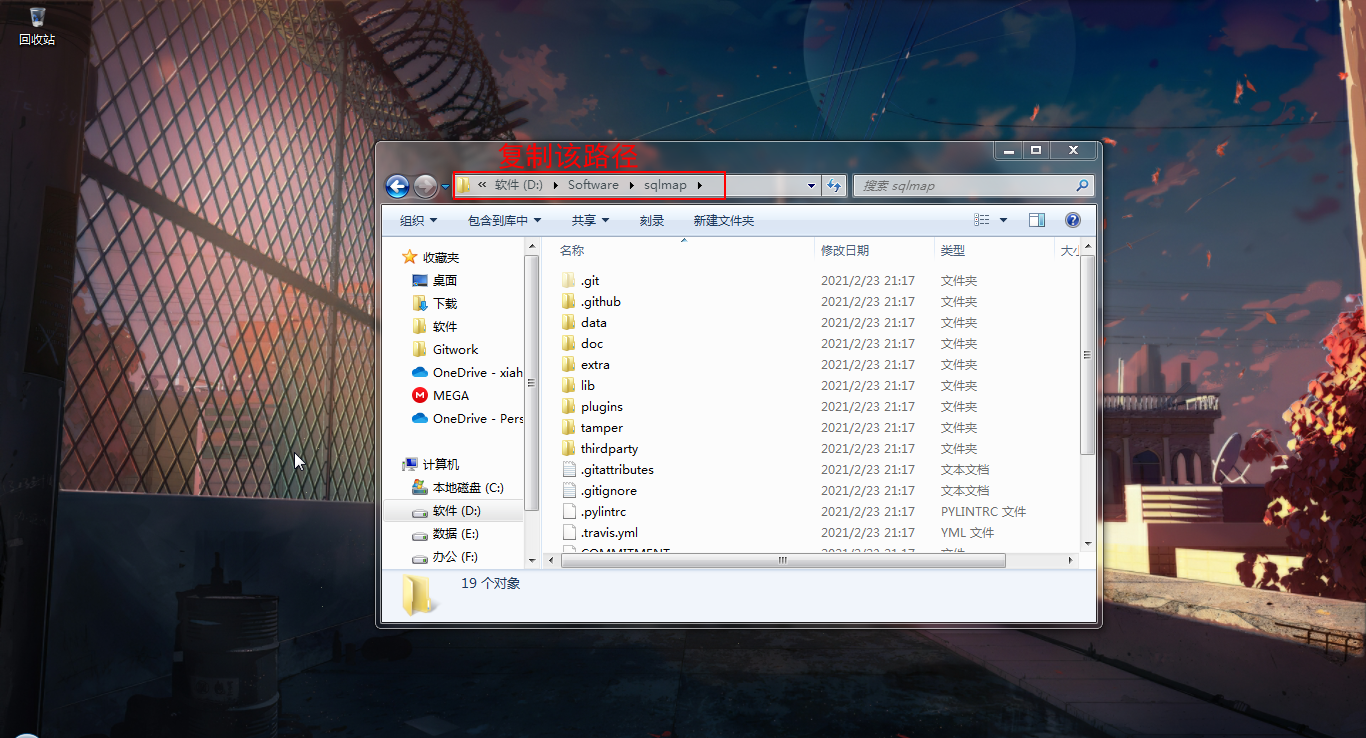 回收站
复制该路径
« 软件 (D:) ▸ Software ▸ sqlmap ▸
搜索 sqlmap
组织 包含到库中 共享 刻录 新建文件夹
名称 修改日期 类型 大小
收藏夹
桌面
下载
软件
Gitwork
OneDrive - xiah
MEGA
OneDrive - Pers
计算机
本地磁盘 (C:)
软件 (D:)
数据 (E:)
办公 (F:)
.git 2021/2/23 21:17 文件夹
.github 2021/2/23 21:17 文件夹
data 2021/2/23 21:17 文件夹
doc 2021/2/23 21:17 文件夹
extra 2021/2/23 21:17 文件夹
lib 2021/2/23 21:17 文件夹
plugins 2021/2/23 21:17 文件夹
tamper 2021/2/23 21:17 文件夹
thirdparty 2021/2/23 21:17 文件夹
.gitattributes 2021/2/23 21:17 文本文档
.gitignore 2021/2/23 21:17 文本文档
.pylintrc 2021/2/23 21:17 PYLINTRC 文件
.travis.yml 2021/2/23 21:17 YML 文件
COMMITMENT 2021/2/23 21:17 文件
19 个对象